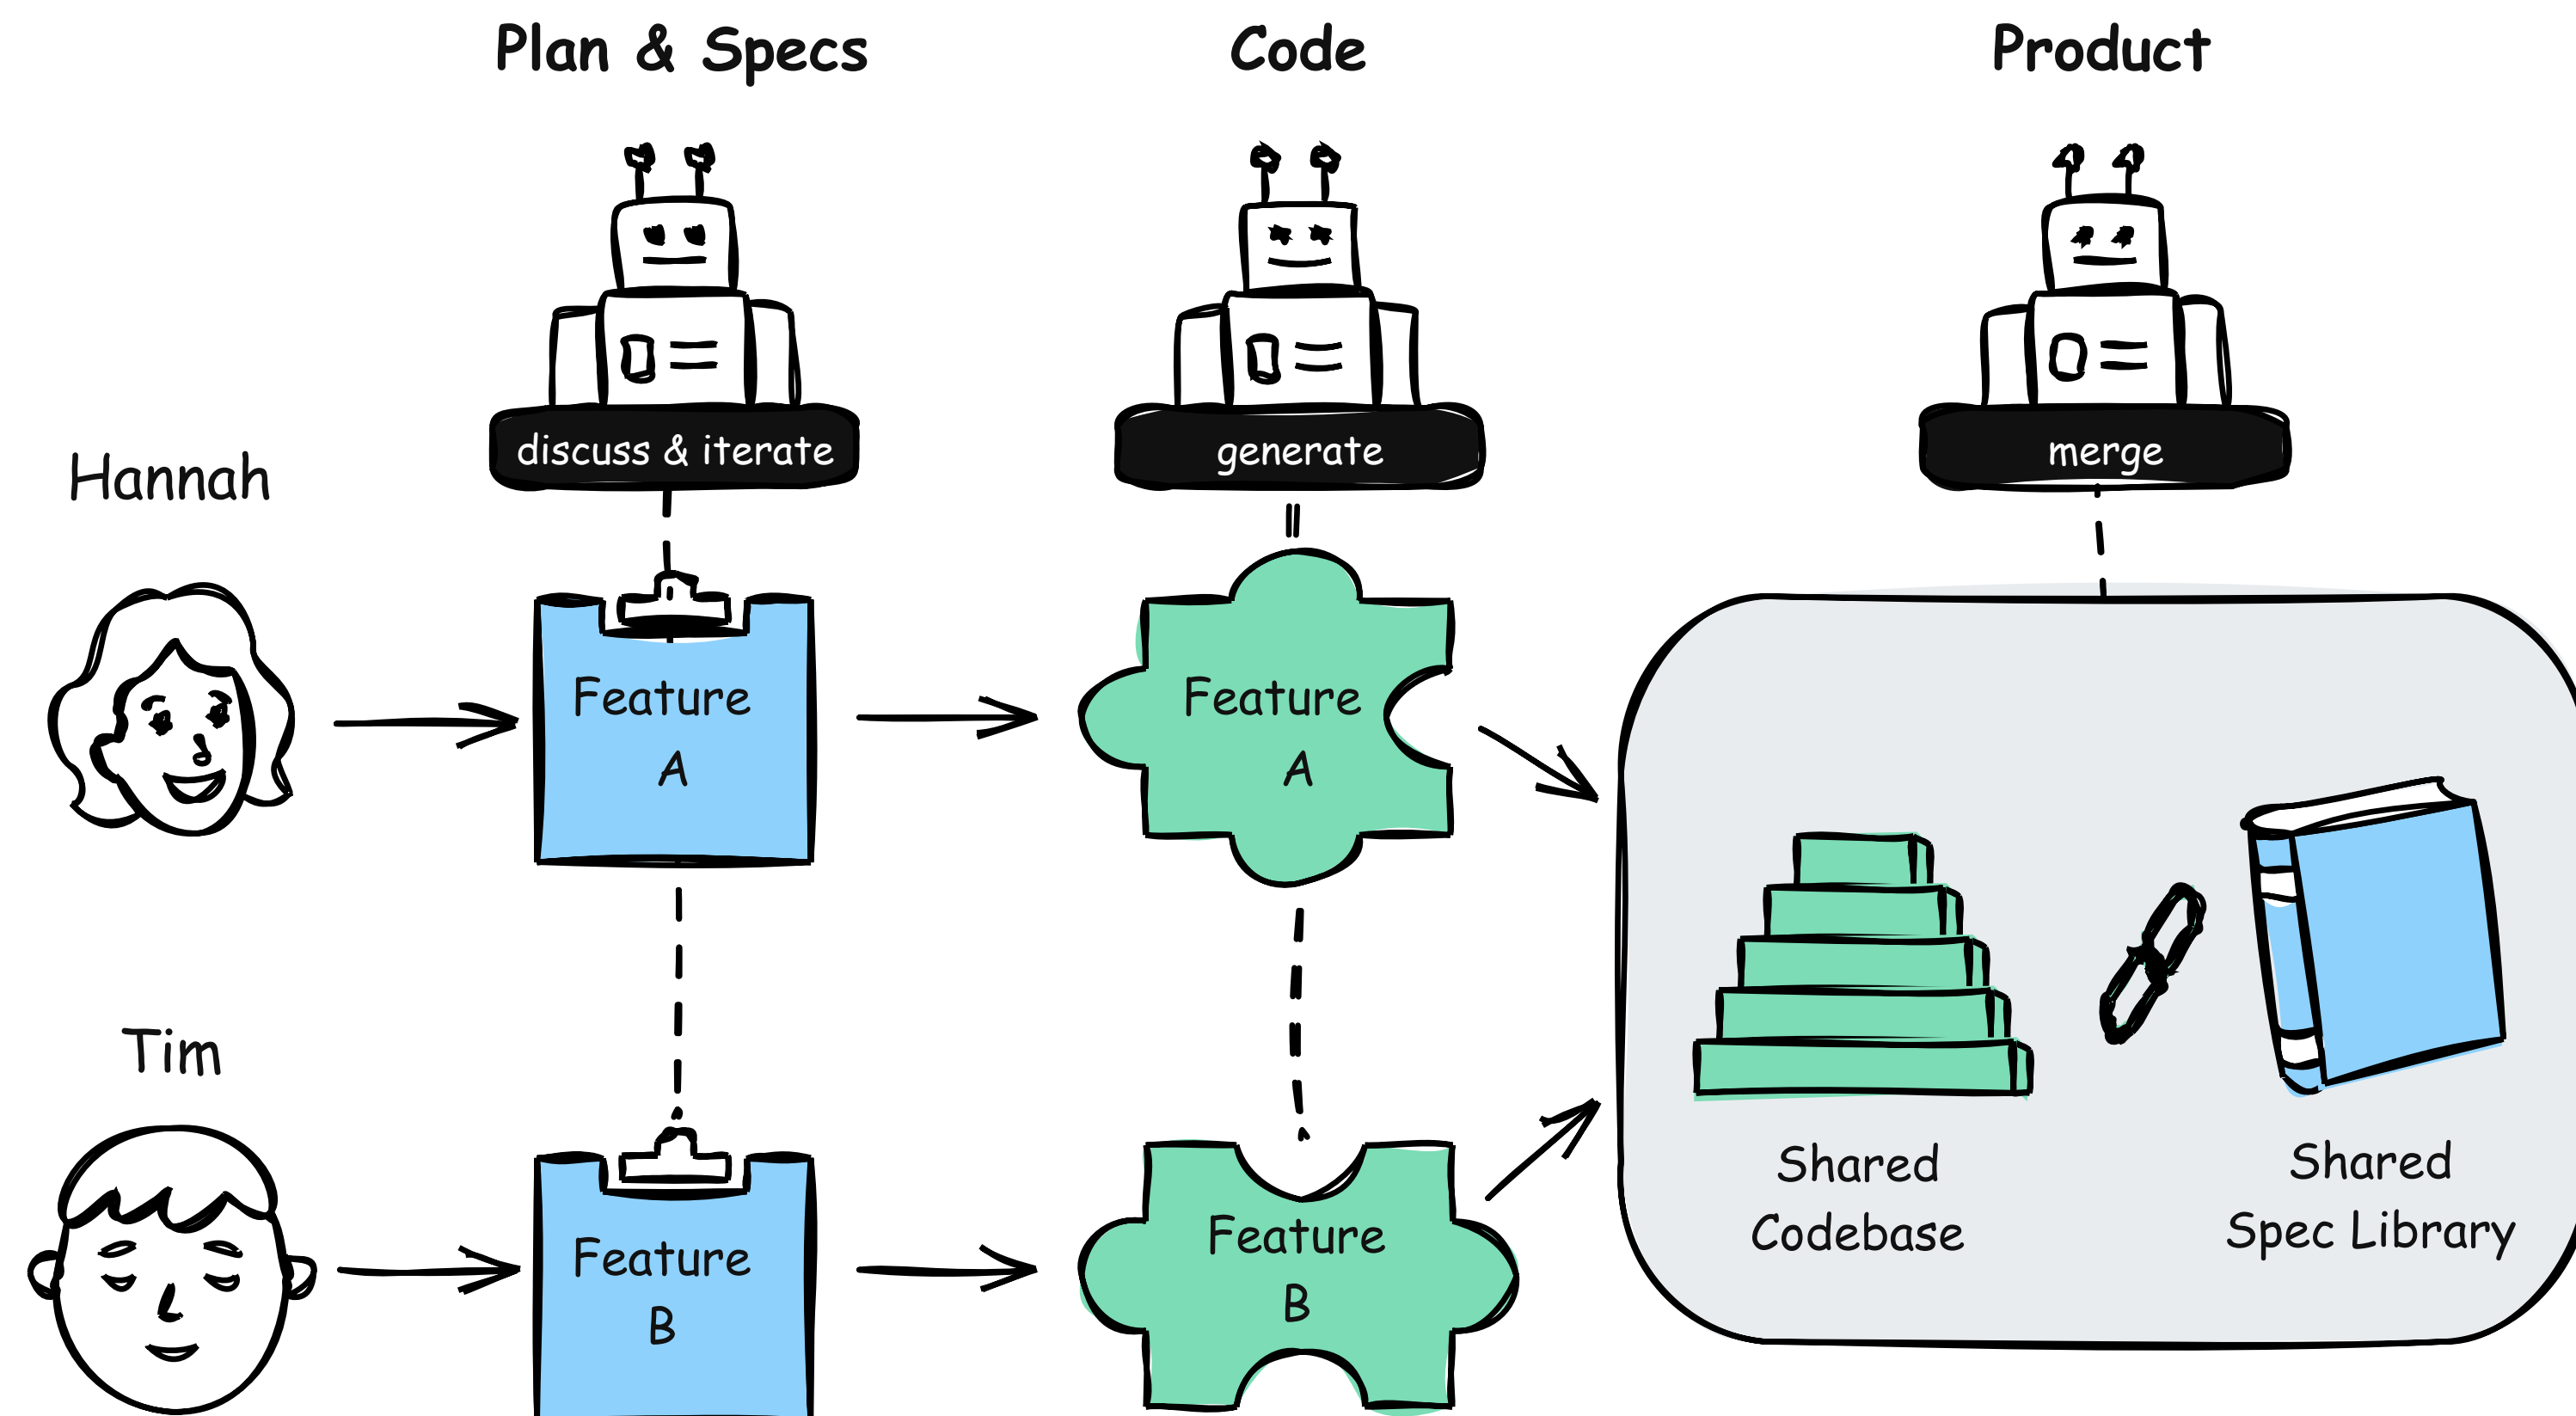 Plan & Specs
Code
Product
discuss & iterate
generate
merge
Hannah
Feature
A
Feature
A
Tim
Feature
B
Feature
B
Shared
Codebase
Shared
Spec Library